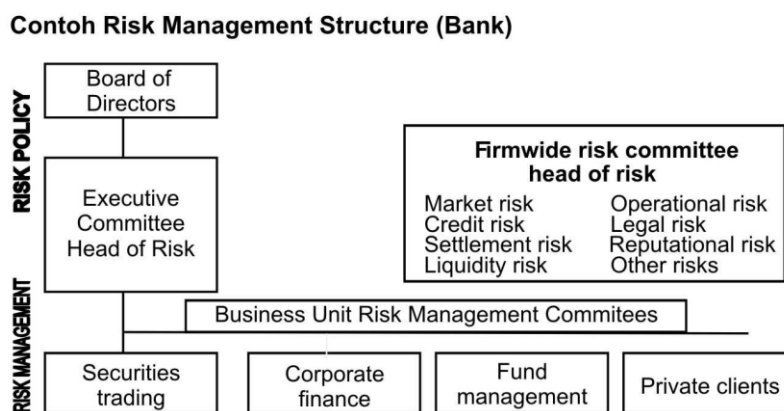 Contoh Risk Management Structure (Bank)
RISK POLICY
Board of
Directors
Executive
Committee
Head of Risk
Firmwide risk committee
head of risk
Market risk
Credit risk
Settlement risk
Liquidity risk
Operational risk
Legal risk
Reputational risk
Other risks
RISK MANAGEMENT
Business Unit Risk Management Commitees
Securities
trading
Corporate
finance
Fund
management
Private clients